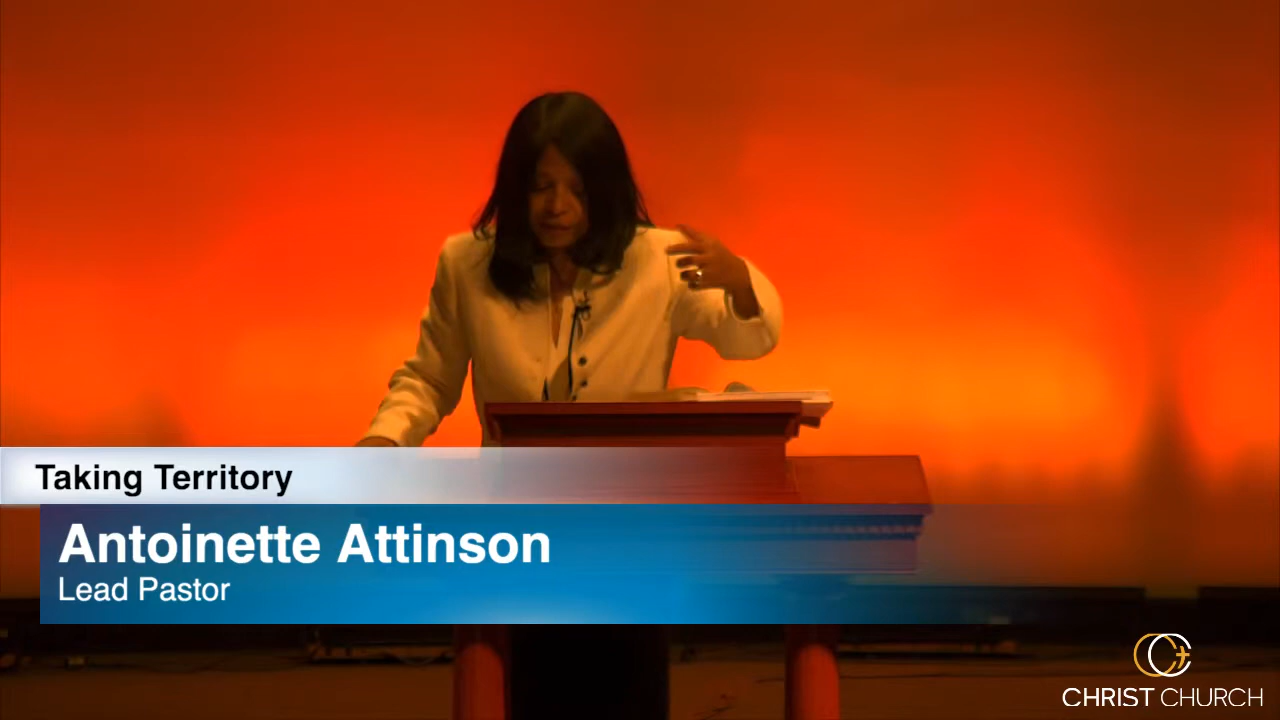 Taking Territory
Antoinette Attinson
Lead Pastor
CHRIST CHURCH